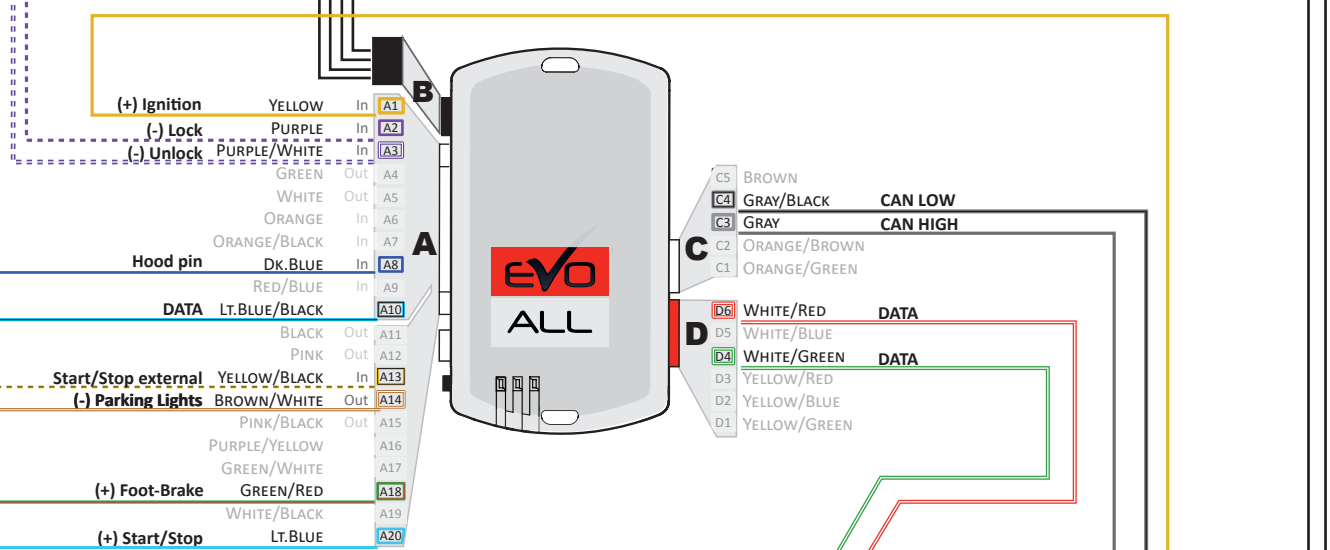 B
(+) Ignition YELLOW In A1
(-) Lock PURPLE In A2
(-) Unlock PURPLE/WHITE In A3
GREEN Out A4
WHITE Out A5
ORANGE In A6
ORANGE/BLACK In A7
Hood pin DK.BLUE In A8
RED/BLUE In A9
DATA LT.BLUE/BLACK A10
BLACK Out A11
PINK Out A12
Start/Stop external YELLOW/BLACK In A13
(-) Parking Lights BROWN/WHITE Out A14
PINK/BLACK Out A15
PURPLE/YELLOW A16
GREEN/WHITE A17
(+) Foot-Brake GREEN/RED A18
WHITE/BLACK A19
(+) Start/Stop LT.BLUE A20
A
EVO
ALL
C
C5 BROWN
C4 GRAY/BLACK CAN LOW
C3 GRAY CAN HIGH
C2 ORANGE/BROWN
C1 ORANGE/GREEN
D
D6 WHITE/RED DATA
D5 WHITE/BLUE
D4 WHITE/GREEN DATA
D3 YELLOW/RED
D2 YELLOW/BLUE
D1 YELLOW/GREEN